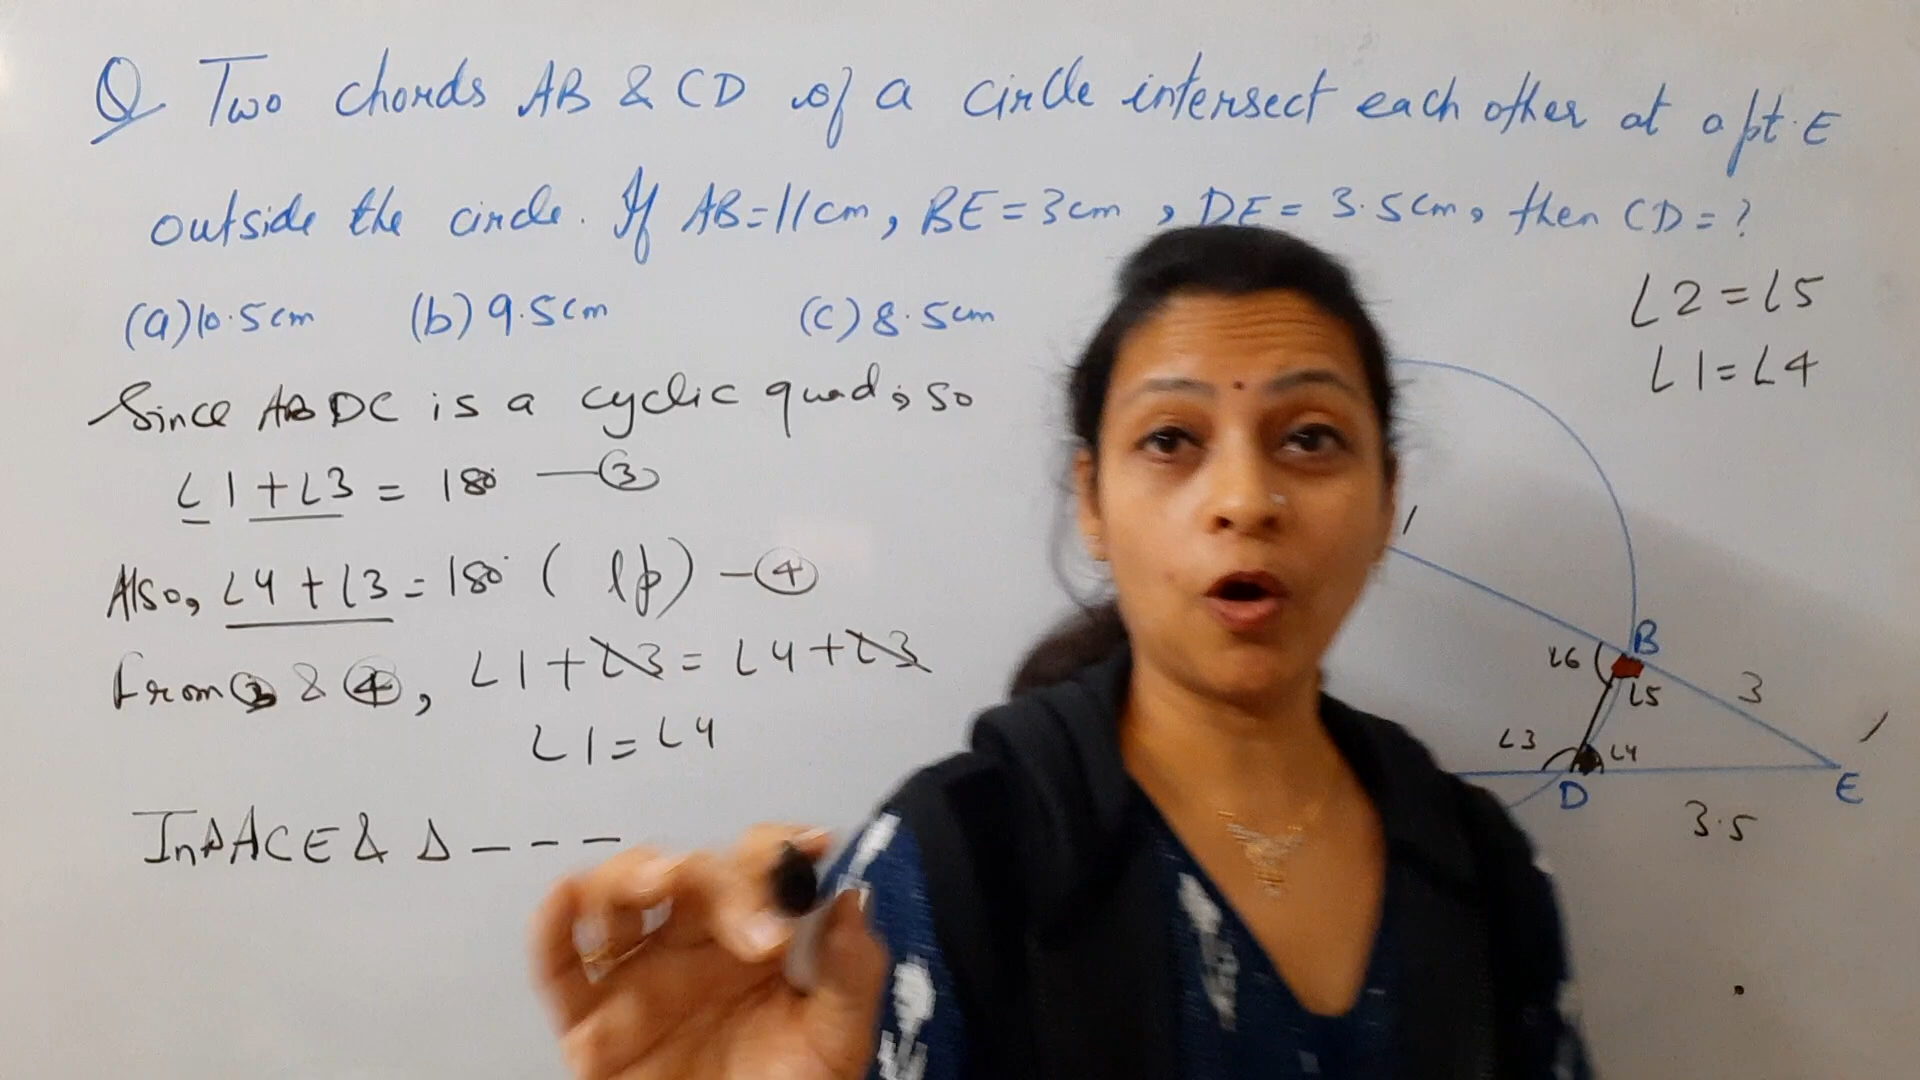 Q Two chords AB & CD of a circle intersect each other at a pt. E
outside the circle. If AB=11cm, BE=3cm, DE=3.5cm, then CD=?
(a)10.5cm (b)9.5cm (c)8.5cm
∠2=∠5
∠1=∠4
Since ABDC is a cyclic quad, so
∠1+∠3=180° —③
Also, ∠4+∠3=180° (lp) —④
From ③ & ④, ∠1+∠3=∠4+∠3
∠1=∠4
In ΔACE & Δ---
B
∠6
∠5
3
∠3
∠4
D
E
3.5